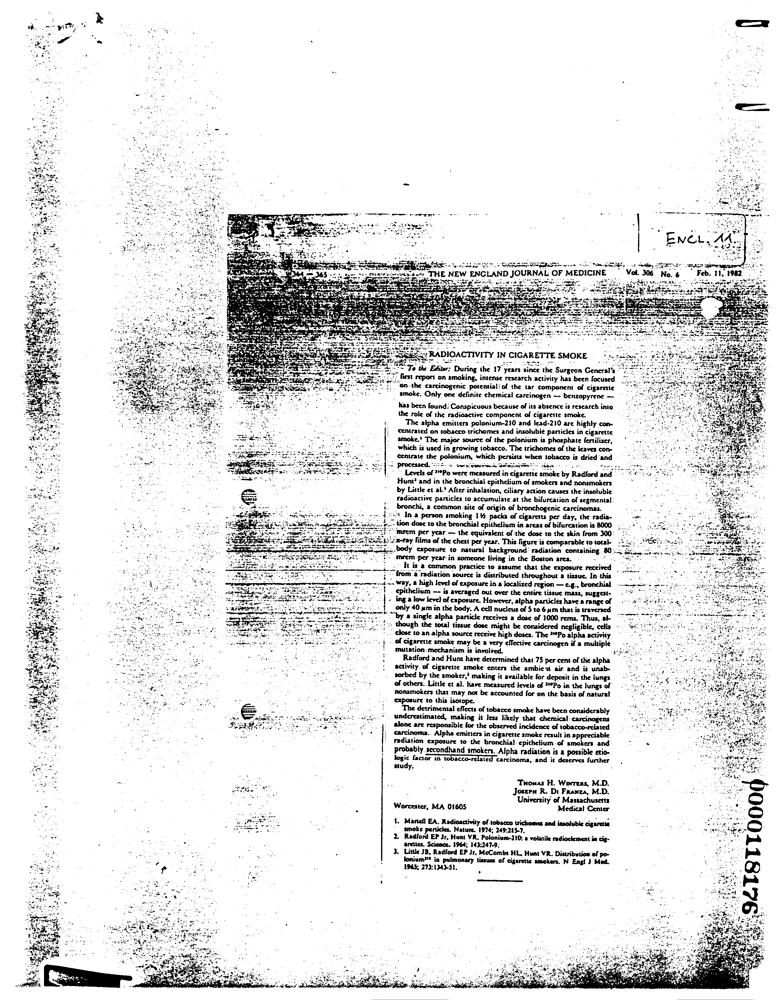 ENCL. 11
365
THE NEW ENGLAND JOURNAL OF MEDICINE Vol. 306 No. 6 Feb. 11, 1982
RADIOACTIVITY IN CIGARETTE SMOKE
To the Editor: During the 17 years since the Surgeon General's
first report on smoking, intense research activity has been focused
on the carcinogenic potential of the tar component of cigarette
smoke. Only one definite chemical carcinogen — benzopyrene —
has been found. Conspicuous because of its absence is research into
the role of the radioactive component of cigarette smoke.
The alpha emitters polonium-210 and lead-210 are highly con-
centrated on tobacco trichomes and insoluble particles in cigarette
smoke.¹ The major source of the polonium is phosphate fertilizer,
which is used in growing tobacco. The trichomes of the leaves con-
centrate the polonium, which persists when tobacco is dried and
processed.
Levels of ²¹⁰Po were measured in cigarette smoke by Radford and
Hunt² and in the bronchial epithelium of smokers and nonsmokers
by Little et al.³ After inhalation, ciliary action causes the insoluble
radioactive particles to accumulate at the bifurcation of segmental
bronchi, a common site of origin of bronchogenic carcinomas.
In a person smoking 1½ packs of cigarettes per day, the radia-
tion dose to the bronchial epithelium in areas of bifurcation is 8000
mrem per year — the equivalent of the dose to the skin from 300
x-ray films of the chest per year. This figure is comparable to total-
body exposure to natural background radiation containing 80
mrem per year in someone living in the Boston area.
It is a common practice to assume that the exposure received
from a radiation source is distributed throughout a tissue. In this
way, a high level of exposure in a localized region — e.g., bronchial
epithelium — is averaged out over the entire tissue mass, suggest-
ing a low level of exposure. However, alpha particles have a range of
only 40 μm in the body. A cell nucleus of 5 to 6 μm that is traversed
by a single alpha particle receives a dose of 1000 rems. Thus, al-
though the total tissue dose might be considered negligible, cells
close to an alpha source receive high doses. The ²¹⁰Po alpha activity
of cigarette smoke may be a very effective carcinogen if a multiple
mutation mechanism is involved.
Radford and Hunt have determined that 75 per cent of the alpha
activity of cigarette smoke enters the ambient air and is unab-
sorbed by the smoker,² making it available for deposit in the lungs
of others. Little et al. have measured levels of ²¹⁰Po in the lungs of
nonsmokers that may not be accounted for on the basis of natural
exposure to this isotope.
The detrimental effects of tobacco smoke have been considerably
underestimated, making it less likely that chemical carcinogens
alone are responsible for the observed incidence of tobacco-related
carcinoma. Alpha emitters in cigarette smoke result in appreciable
radiation exposure to the bronchial epithelium of smokers and
probably secondhand smokers. Alpha radiation is a possible etio-
logic factor in tobacco-related carcinoma, and it deserves further
study.
THOMAS H. WINTERS, M.D.
JOSEPH R. DI FRANZA, M.D.
University of Massachusetts
Worcester, MA 01605 Medical Center
1. Martell EA. Radioactivity of tobacco trichomes and insoluble cigarette
smoke particles. Nature. 1974; 249:215-7.
2. Radford EP Jr, Hunt VR. Polonium-210: a volatile radioelement in cig-
arettes. Science. 1964; 143:247-9.
3. Little JB, Radford EP Jr, McCombs HL, Hunt VR. Distribution of po-
lonium²¹⁰ in pulmonary tissues of cigarette smokers. N Engl J Med.
1965; 273:1343-51.
0000118176